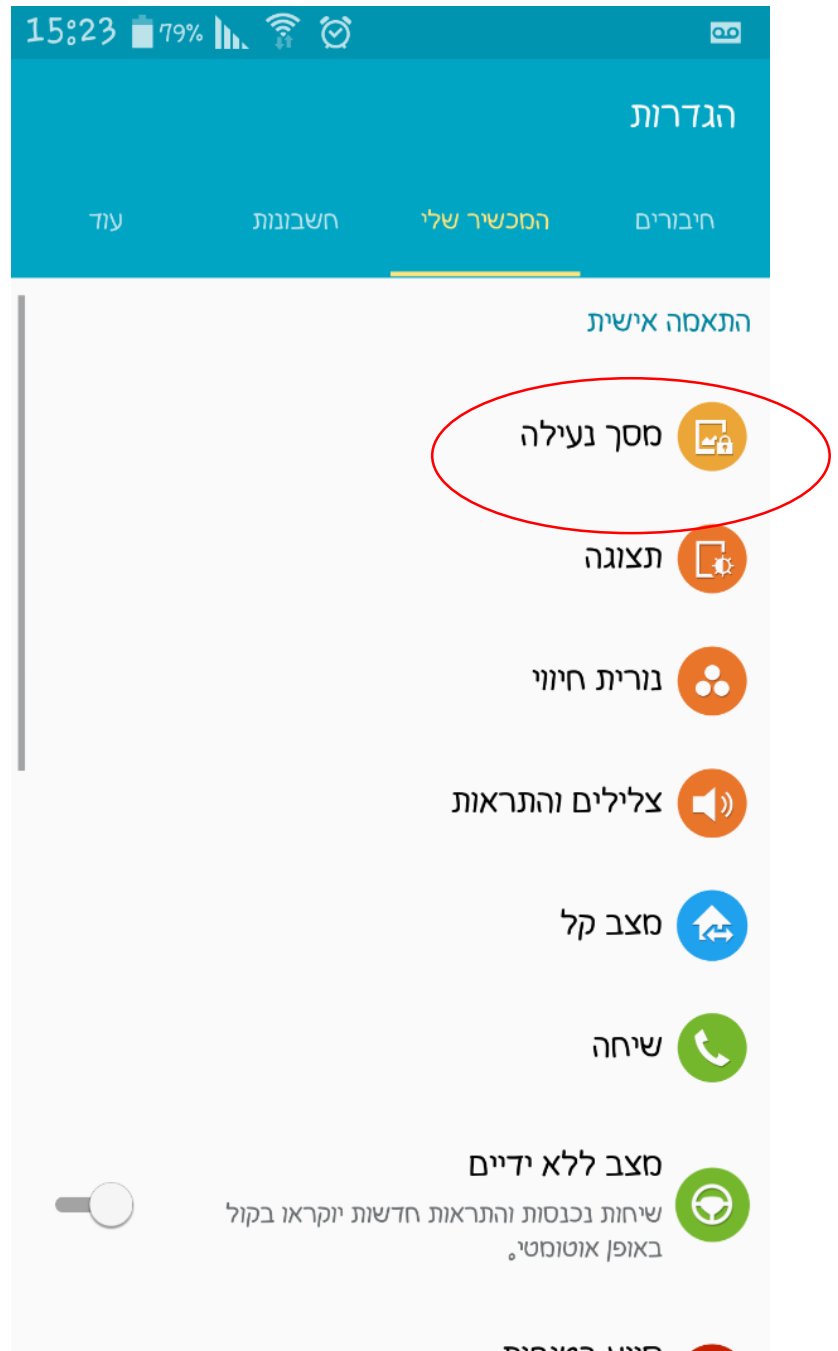 15:23 79%
הגדרות
חיבורים המכשיר שלי חשבונות עוד
התאמה אישית
מסך נעילה
תצוגה
נורית חיווי
צלילים והתראות
מצב קל
שיחה
מצב ללא ידיים
שיחות נכנסות והתראות חדשות יוקראו בקול
באופן אוטומטי.